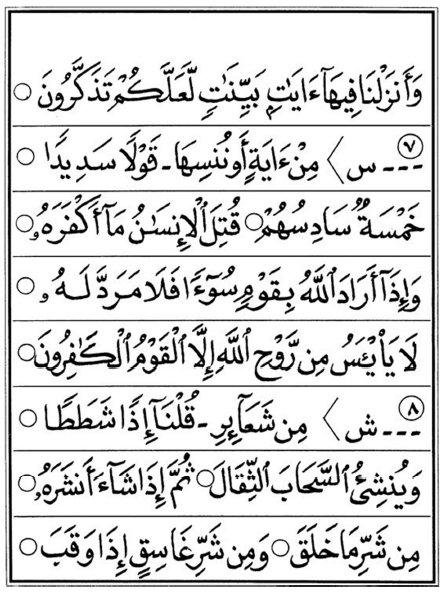 وَأَنزَلْنَا فِيهَآ ءَايَٰتِۭ بَيِّنَٰتٖ لَّعَلَّكُمْ تَذَكَّرُونَ ○
٧
--- س 〉 مِنْ ءَايَةٍ أَوْ نُنسِهَا - قَوْلًا سَدِيدًا ○
خَمْسَةٌ سَادِسُهُمْ ○ قُتِلَ ٱلْإِنسَٰنُ مَآ أَكْفَرَهُۥ ○
وَإِذَآ أَرَادَ ٱللَّهُ بِقَوْمٍ سُوٓءًا فَلَا مَرَدَّ لَهُۥ ○
لَا يَاْيْـَٔسُ مِن رَّوْحِ ٱللَّهِ إِلَّا ٱلْقَوْمُ ٱلْكَٰفِرُونَ ○
٨
--- ش 〉 مِن شَعَآئِرِ - قُلْنَآ إِذًا شَطَطًا ○
وَيُنشِئُ ٱلسَّحَابَ ٱلثِّقَالَ ○ ثُمَّ إِذَا شَآءَ أَنشَرَهُۥ ○
مِن شَرِّ مَا خَلَقَ ○ وَمِن شَرِّ غَاسِقٍ إِذَا وَقَبَ ○